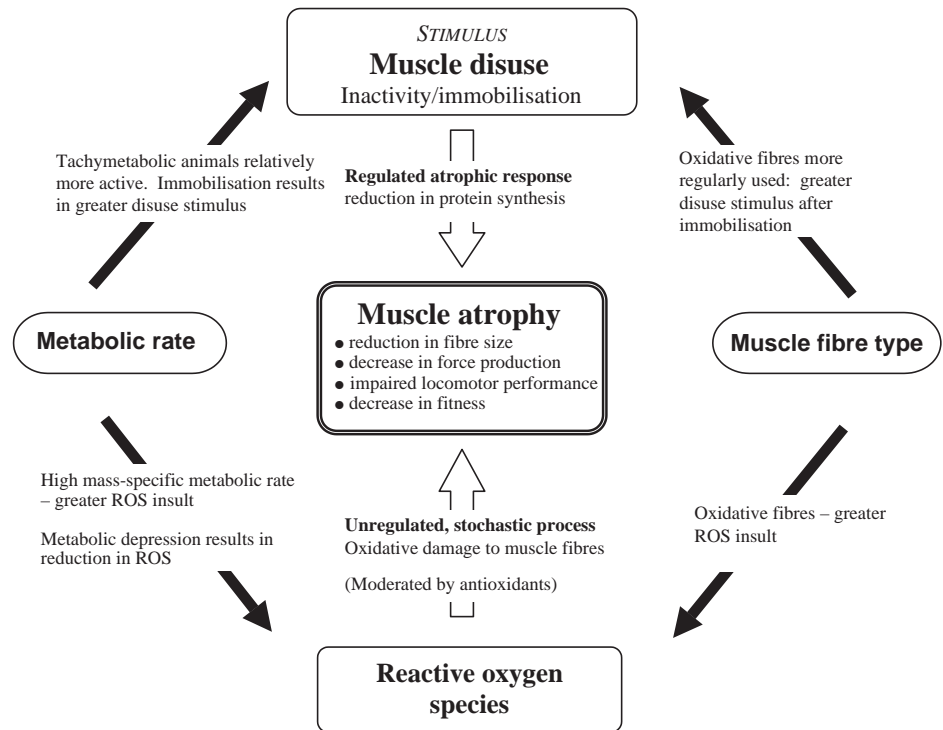 STIMULUS
Muscle disuse
Inactivity/immobilisation
Tachymetabolic animals relatively
more active.  Immobilisation results
in greater disuse stimulus
Regulated atrophic response
reduction in protein synthesis
Oxidative fibres more
regularly used:  greater
disuse stimulus after
immobilisation
Metabolic rate
Muscle atrophy
● reduction in fibre size
● decrease in force production
● impaired locomotor performance
● decrease in fitness
Muscle fibre type
High mass-specific metabolic rate
– greater ROS insult
Metabolic depression results in
reduction in ROS
Unregulated, stochastic process
Oxidative damage to muscle fibres
(Moderated by antioxidants)
Oxidative fibres – greater
ROS insult
Reactive oxygen
species